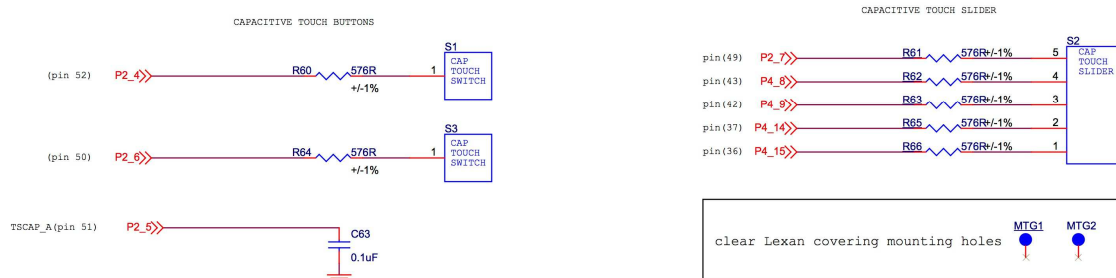 CAPACITIVE TOUCH BUTTONS
S1
CAP
TOUCH
SWITCH
(pin 52) P2_4 R60 576R 1
+/-1%
S3
CAP
TOUCH
SWITCH
(pin 50) P2_6 R64 576R 1
+/-1%
TSCAP_A(pin 51) P2_5
C63
0.1uF
CAPACITIVE TOUCH SLIDER
S2
CAP
TOUCH
SLIDER
pin(49) P2_7 R61 576R+/-1% 5
pin(43) P4_8 R62 576R+/-1% 4
pin(42) P4_9 R63 576R+/-1% 3
pin(37) P4_14 R65 576R+/-1% 2
pin(36) P4_15 R66 576R+/-1% 1
clear Lexan covering mounting holes MTG1 MTG2